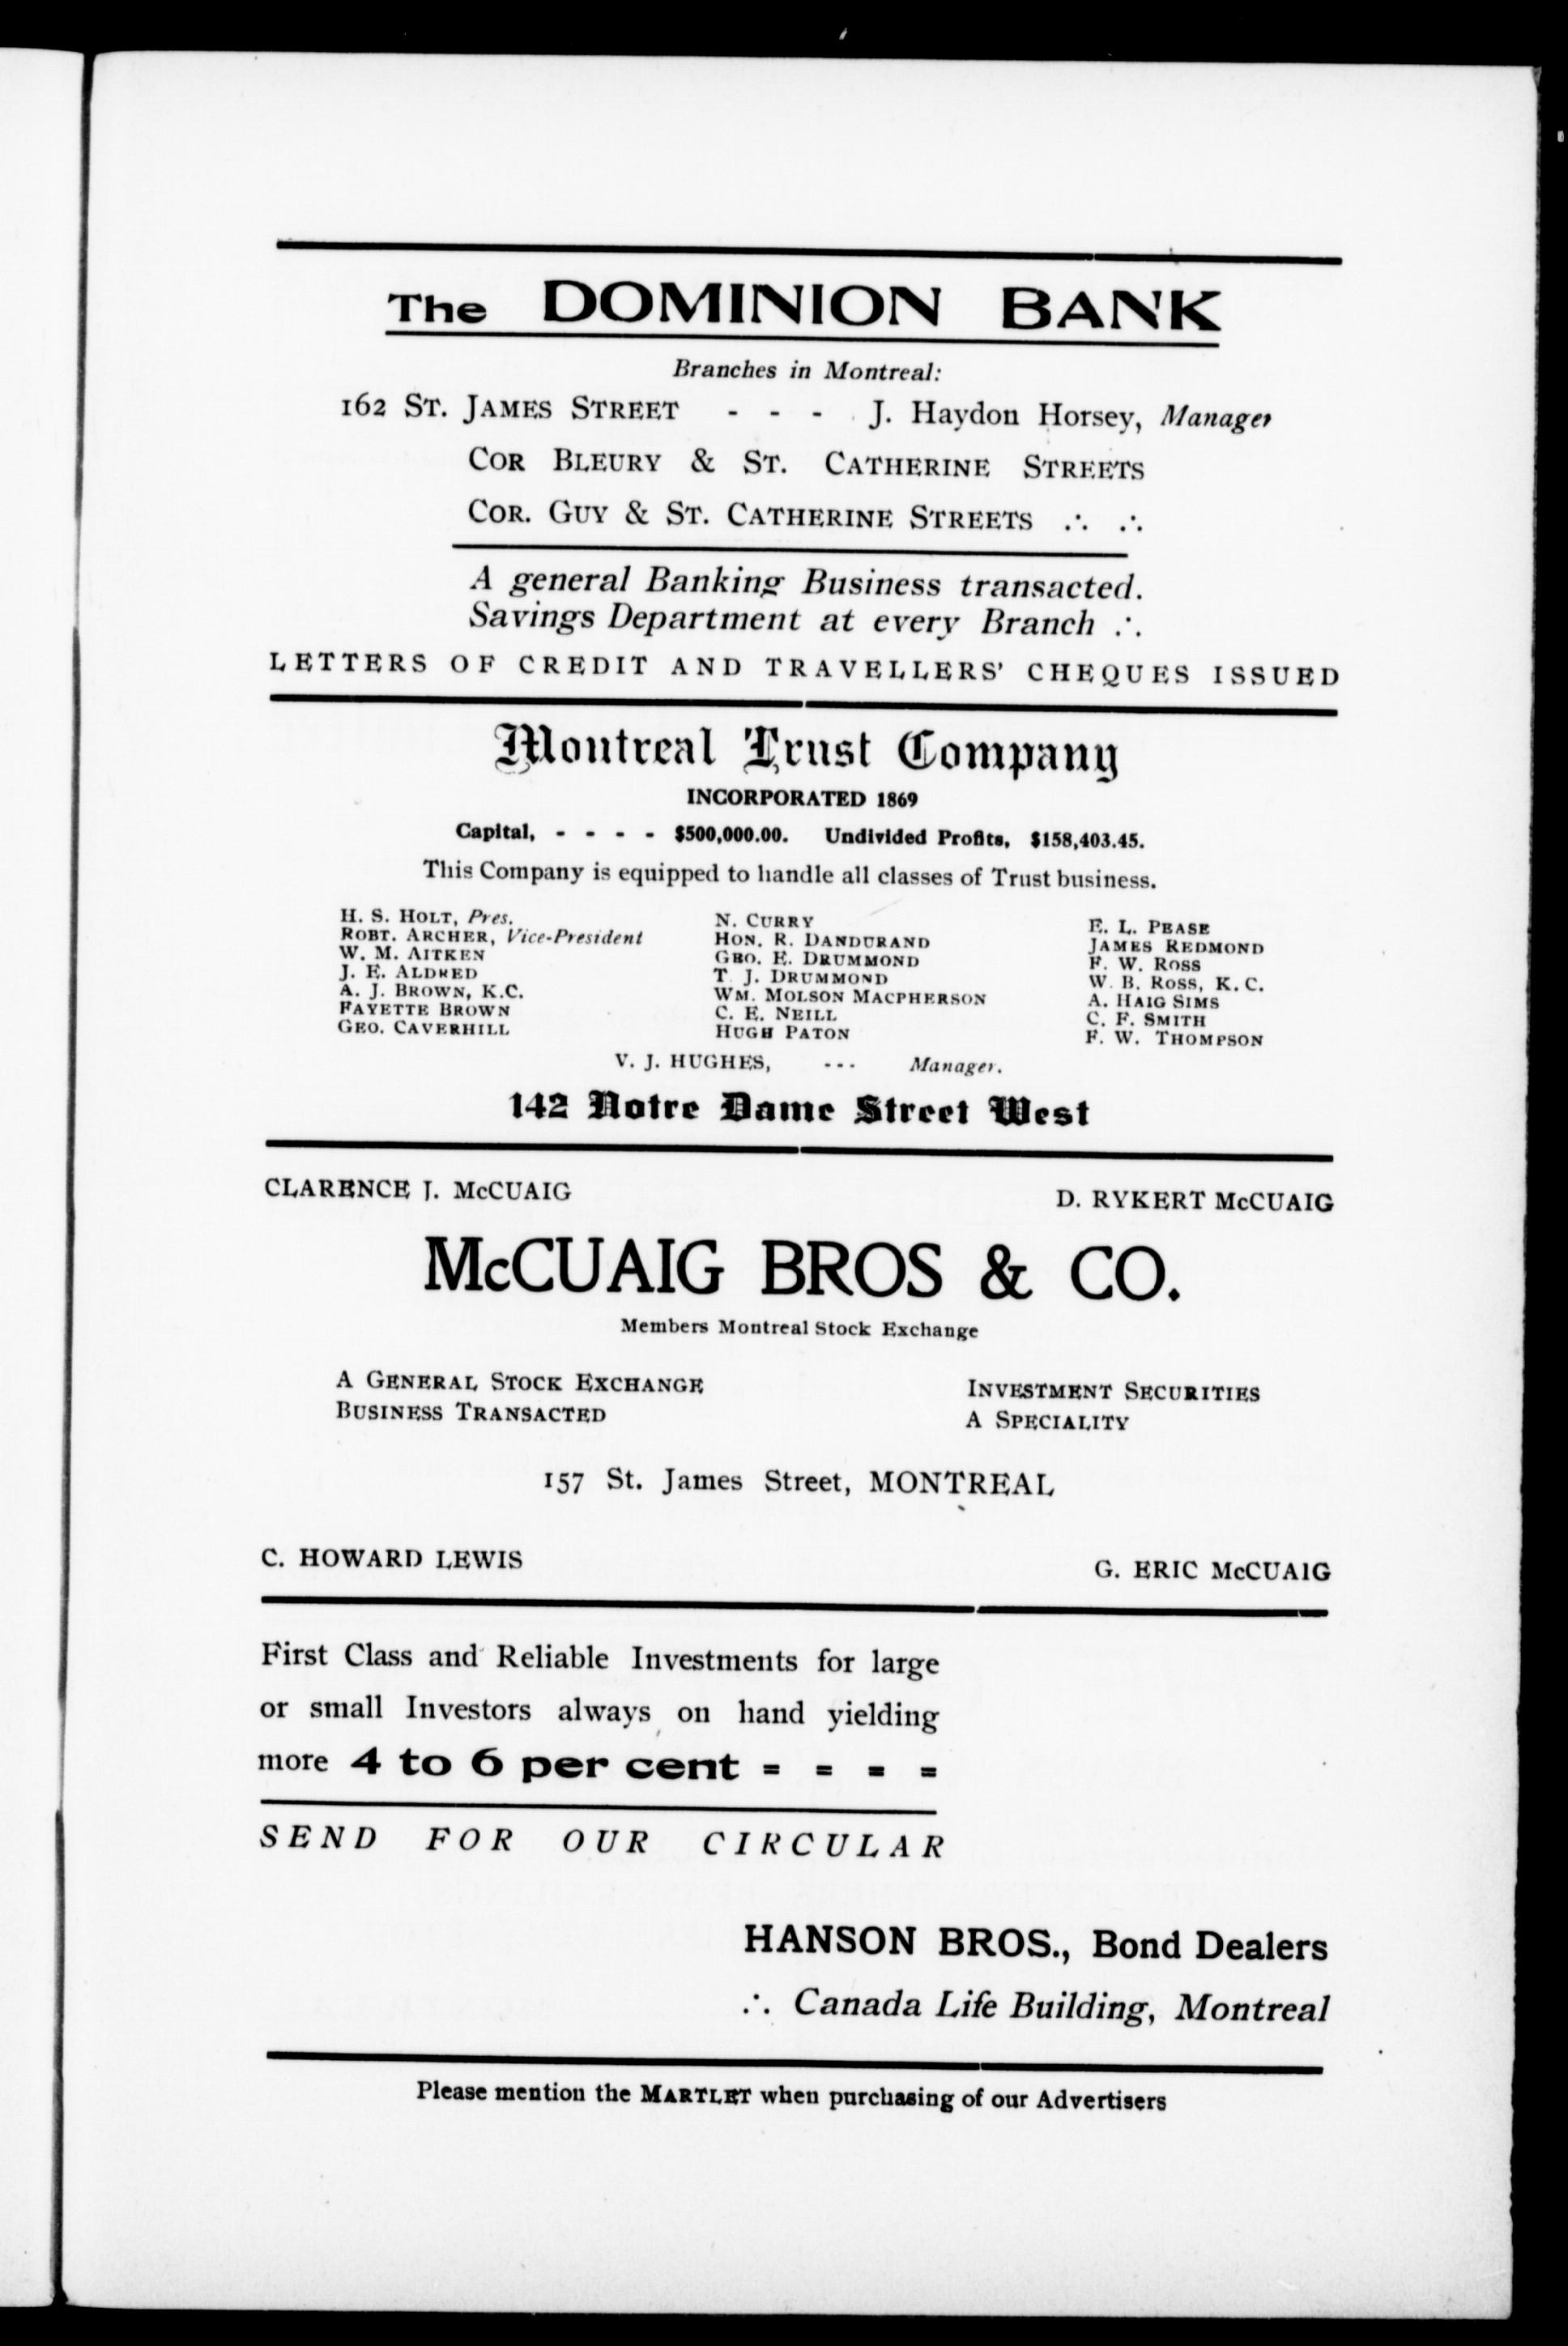 The DOMINION BANK
Branches in Montreal:
162 ST. JAMES STREET - - - J. Haydon Horsey, Manager
COR BLEURY & ST. CATHERINE STREETS
COR. GUY & ST. CATHERINE STREETS ∴ ∴
A general Banking Business transacted.
Savings Department at every Branch ∴
LETTERS OF CREDIT AND TRAVELLERS' CHEQUES ISSUED
Montreal Trust Company
INCORPORATED 1869
Capital, - - - - $500,000.00. Undivided Profits, $158,403.45.
This Company is equipped to handle all classes of Trust business.
H. S. HOLT, Pres.
ROBT. ARCHER, Vice-President
W. M. AITKEN
J. E. ALDRED
A. J. BROWN, K.C.
FAYETTE BROWN
GEO. CAVERHILL
N. CURRY
HON. R. DANDURAND
GEO. E. DRUMMOND
T. J. DRUMMOND
WM. MOLSON MACPHERSON
C. E. NEILL
HUGH PATON
E. L. PEASE
JAMES REDMOND
F. W. ROSS
W. B. ROSS, K.C.
A. HAIG SIMS
C. F. SMITH
F. W. THOMPSON
V. J. HUGHES, --- Manager.
142 Notre Dame Street West
CLARENCE J. McCUAIG D. RYKERT McCUAIG
McCUAIG BROS & CO.
Members Montreal Stock Exchange
A GENERAL STOCK EXCHANGE
BUSINESS TRANSACTED
INVESTMENT SECURITIES
A SPECIALITY
157 St. James Street, MONTREAL
C. HOWARD LEWIS G. ERIC McCUAIG
First Class and Reliable Investments for large
or small Investors always on hand yielding
more 4 to 6 per cent = = = =
SEND FOR OUR CIRCULAR
HANSON BROS., Bond Dealers
∴ Canada Life Building, Montreal
Please mention the MARTLET when purchasing of our Advertisers